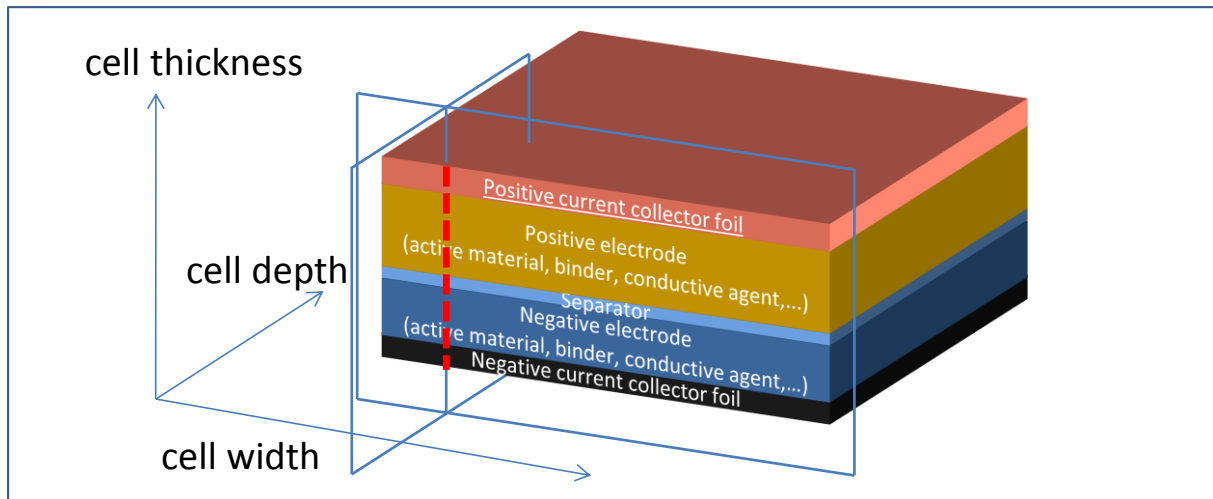 cell thickness
Positive current collector foil
Positive electrode
(active material, binder, conductive agent,...)
cell depth
Separator
Negative electrode
(active material, binder, conductive agent,...)
Negative current collector foil
cell width